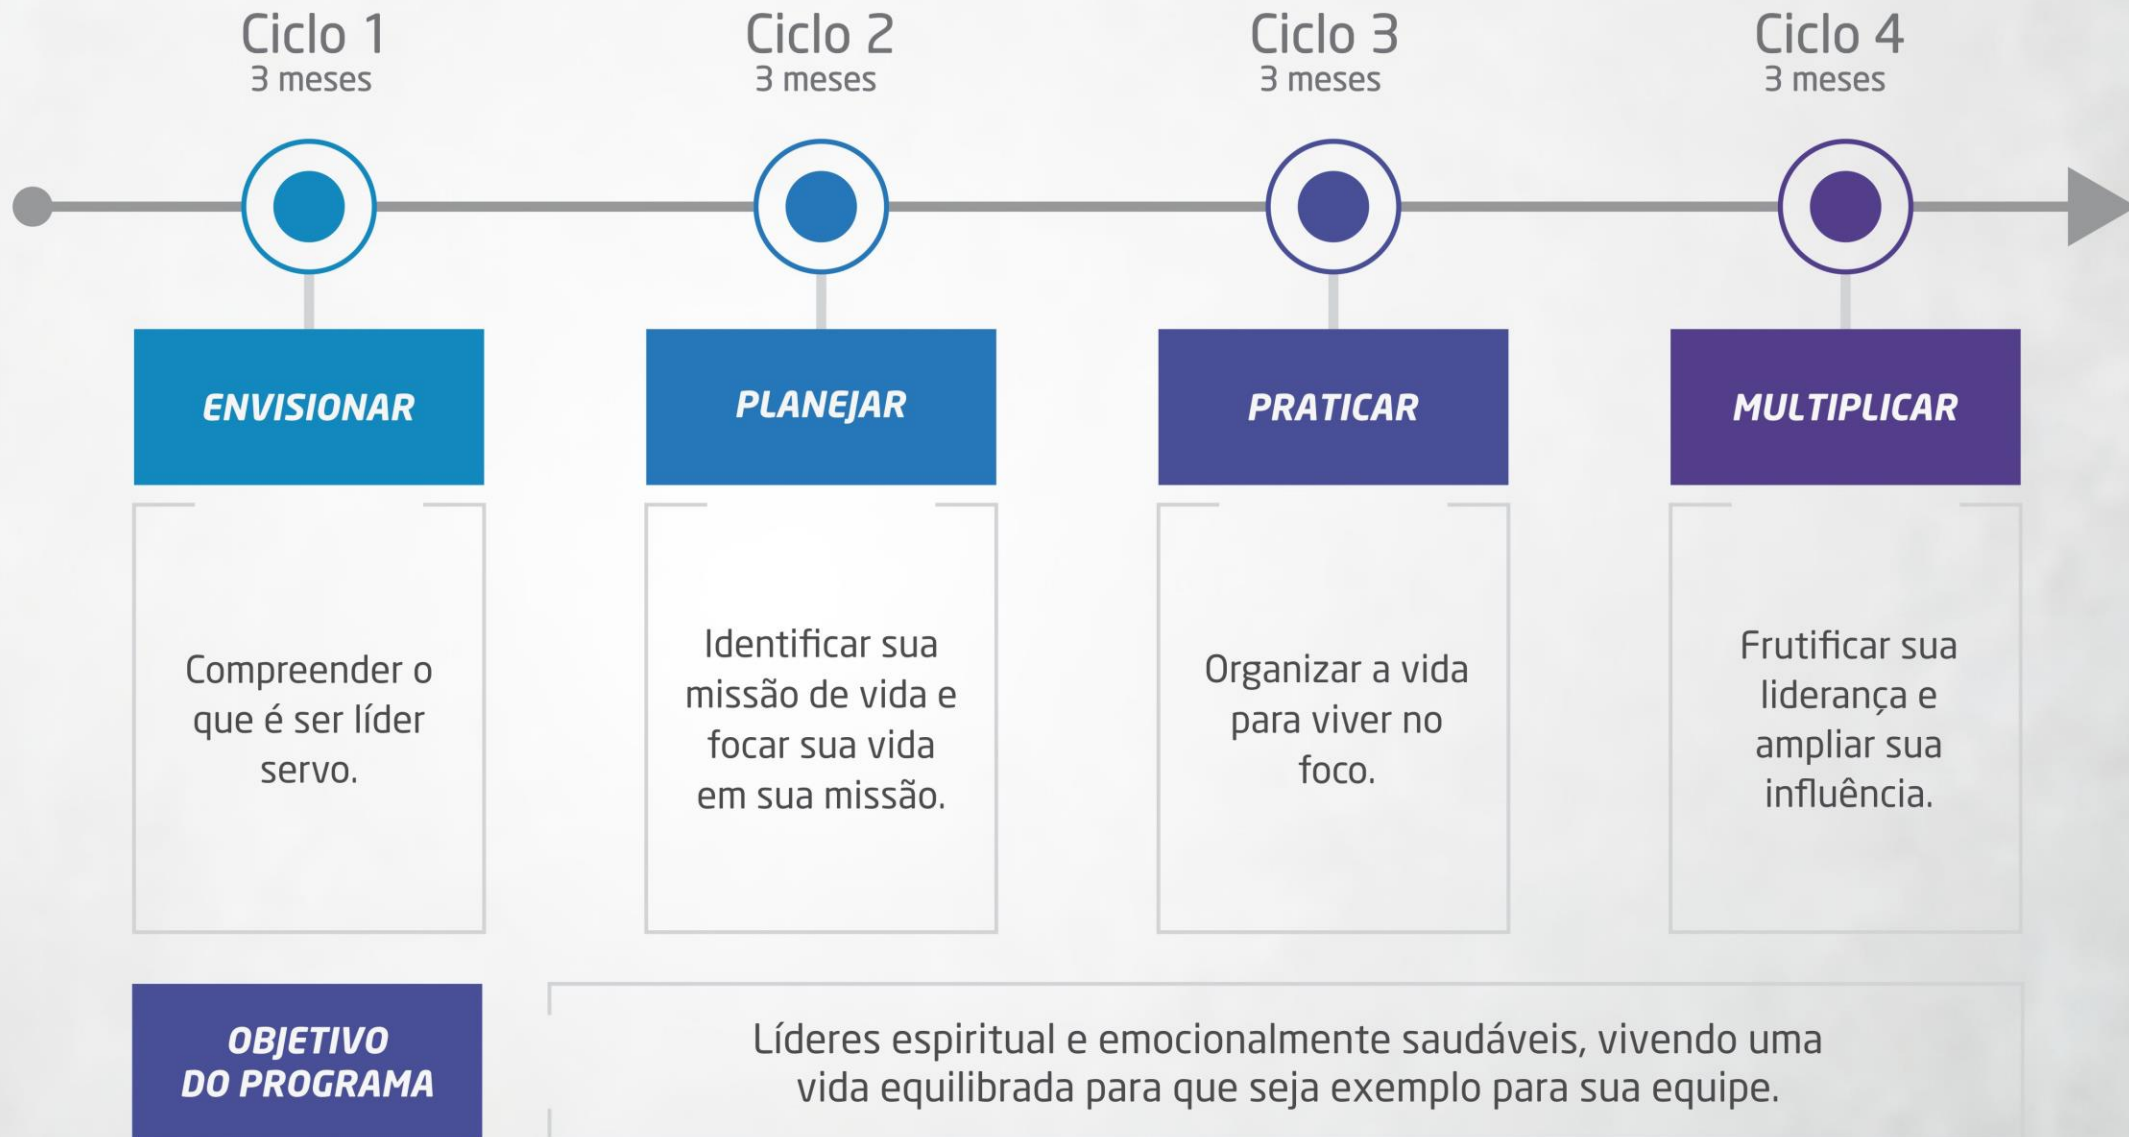 Ciclo 1
3 meses
Ciclo 2
3 meses
Ciclo 3
3 meses
Ciclo 4
3 meses
ENVISIONAR
PLANEJAR
PRATICAR
MULTIPLICAR
Compreender o
que é ser líder
servo.
Identificar sua
missão de vida e
focar sua vida
em sua missão.
Organizar a vida
para viver no
foco.
Frutificar sua
liderança e
ampliar sua
influência.
OBJETIVO
DO PROGRAMA
Líderes espiritual e emocionalmente saudáveis, vivendo uma
vida equilibrada para que seja exemplo para sua equipe.